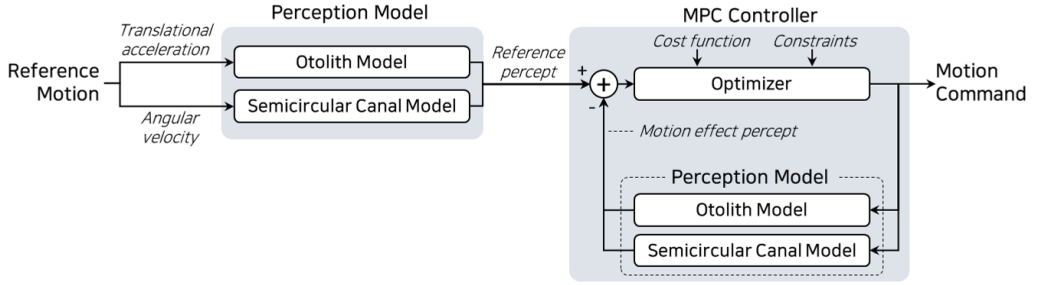 Perception Model
Translational
acceleration
Reference
Motion
Otolith Model
Semicircular Canal Model
Angular
velocity
Reference
percept
MPC Controller
Cost function
Constraints
+
+
-
Optimizer
Motion
Command
Motion effect percept
Perception Model
Otolith Model
Semicircular Canal Model